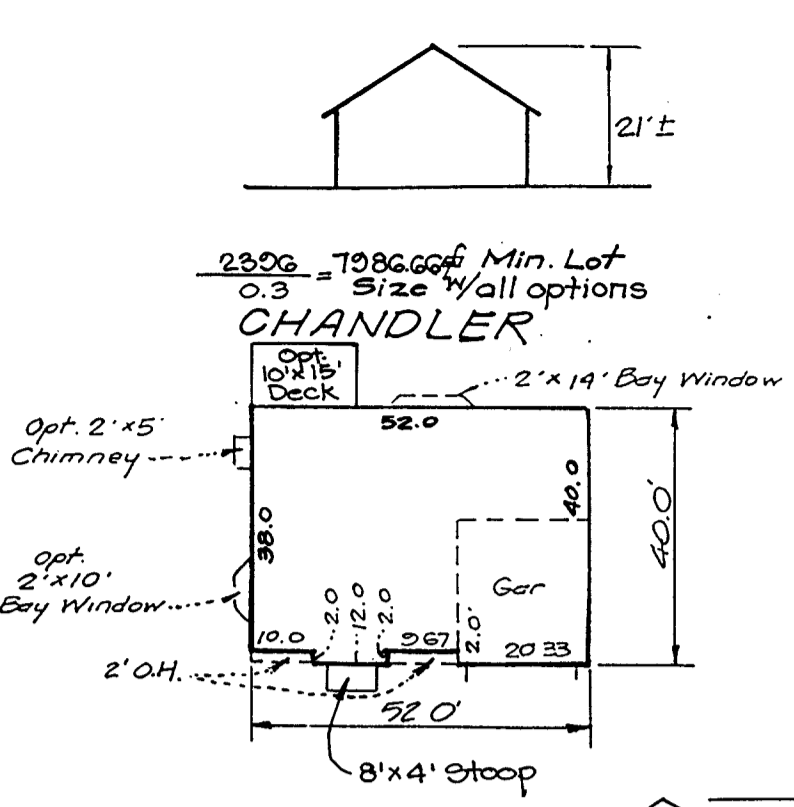 21'±
2396
0.3
= 7986.66⌗ Min. Lot
Size w/all options
CHANDLER
Opt.
10'x15'
Deck
2'x14' Bay Window
52.0
Opt. 2'x5'
Chimney
38.0
40.0
40.0'
Opt.
2'x10'
Bay Window
Gar
10.0
2.0
12.0
2.0
9.67
2.0'
20.33
2' O.H.
52.0'
8'x4' Stoop